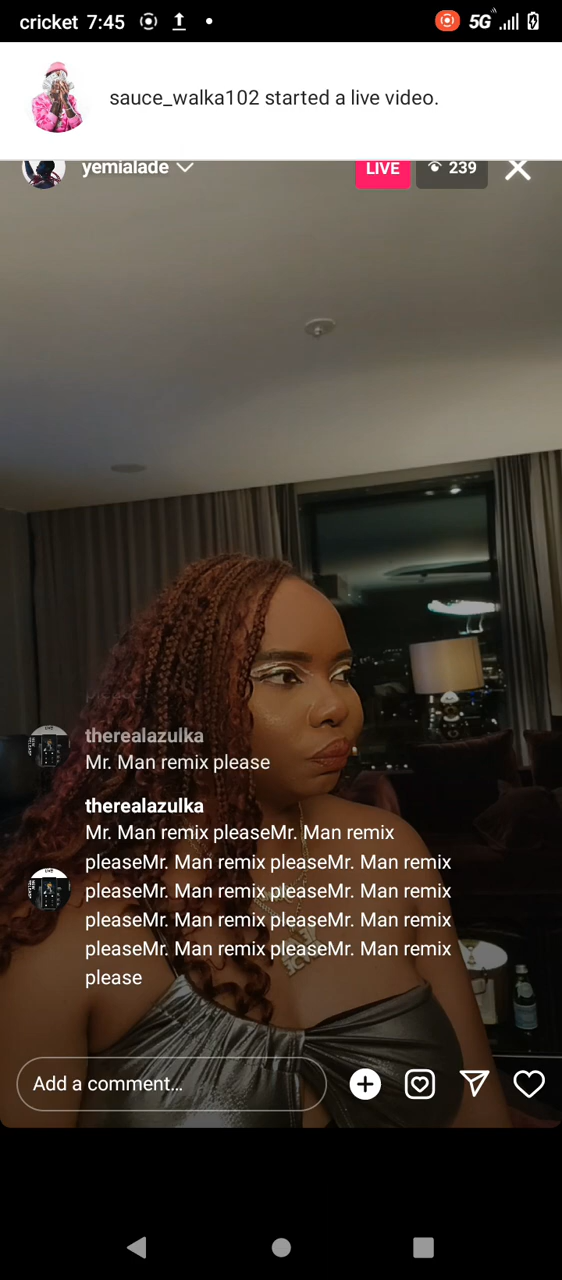 cricket 7:45
5G
sauce_walka102 started a live video.
yemialade
LIVE
239
please
therealazulka
Mr. Man remix please
therealazulka
Mr. Man remix pleaseMr. Man remix
pleaseMr. Man remix pleaseMr. Man remix
pleaseMr. Man remix pleaseMr. Man remix
pleaseMr. Man remix pleaseMr. Man remix
pleaseMr. Man remix pleaseMr. Man remix
please
Add a comment...